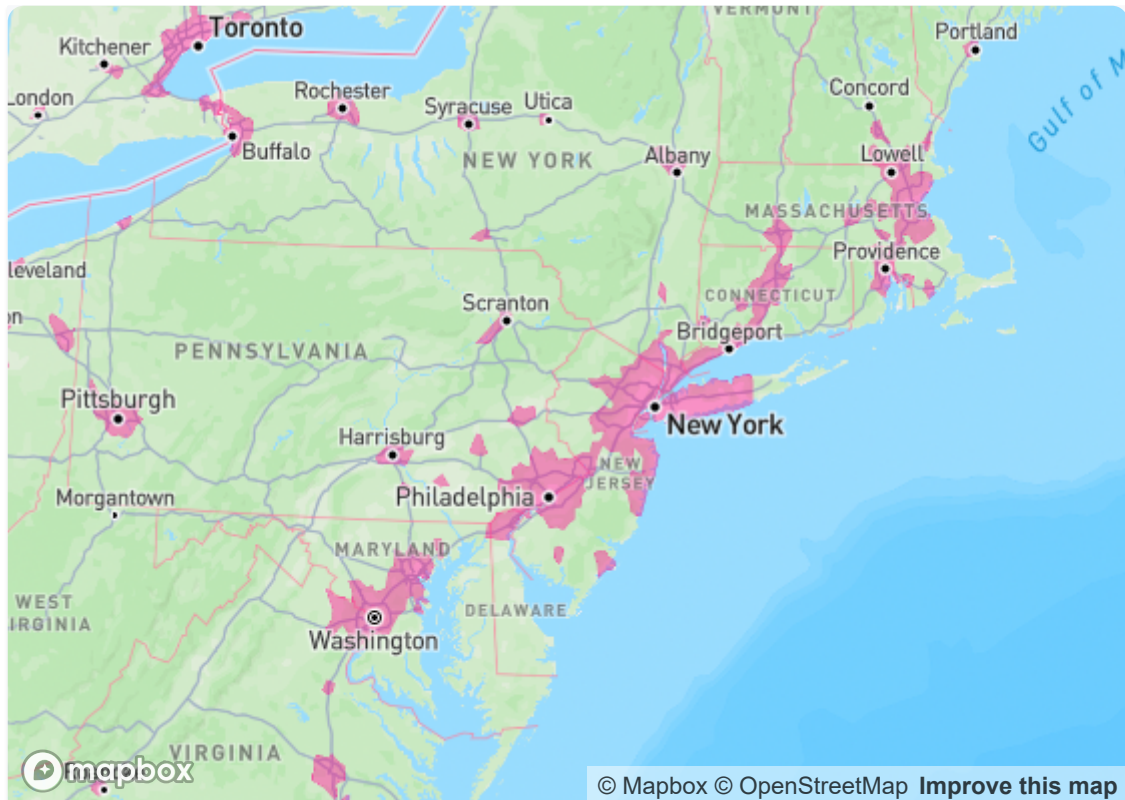 VERMONT
Toronto
Portland
Kitchener
Gulf of M
Concord
London
Rochester
Syracuse
Utica
Buffalo
NEW YORK
Albany
Lowell
MASSACHUSETTS
Providence
leveland
CONNECTICUT
Scranton
on
Bridgeport
PENNSYLVANIA
Pittsburgh
New York
Harrisburg
NEW
JERSEY
Morgantown
Philadelphia
MARYLAND
WEST
IRGINIA
DELAWARE
Washington
VIRGINIA
mapbox
© Mapbox © OpenStreetMap Improve this map